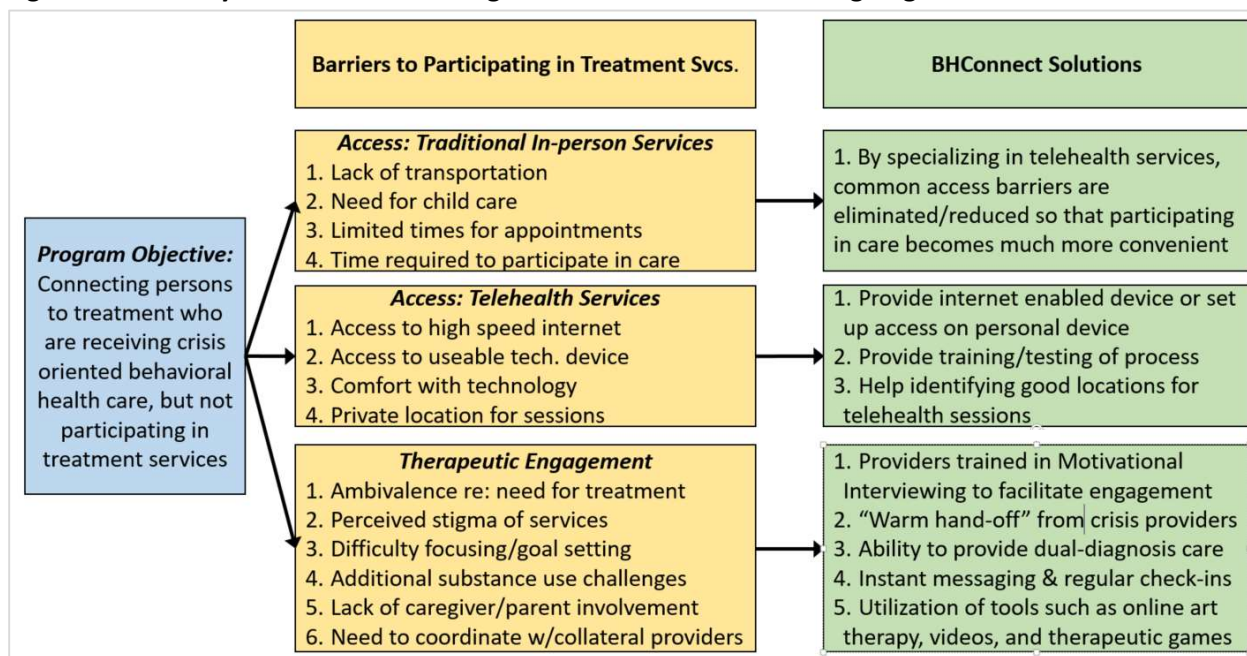 Barriers to Participating in Treatment Svcs.
BHConnect Solutions
Program Objective:
Connecting persons
to treatment who
are receiving crisis
oriented behavioral
health care, but not
participating in
treatment services
Access: Traditional In-person Services
1. Lack of transportation
2. Need for child care
3. Limited times for appointments
4. Time required to participate in care
1. By specializing in telehealth services,
common access barriers are
eliminated/reduced so that participating
in care becomes much more convenient
Access: Telehealth Services
1. Access to high speed internet
2. Access to useable tech. device
3. Comfort with technology
4. Private location for sessions
1. Provide internet enabled device or set
up access on personal device
2. Provide training/testing of process
3. Help identifying good locations for
telehealth sessions
Therapeutic Engagement
1. Ambivalence re: need for treatment
2. Perceived stigma of services
3. Difficulty focusing/goal setting
4. Additional substance use challenges
5. Lack of caregiver/parent involvement
6. Need to coordinate w/collateral providers
1. Providers trained in Motivational
Interviewing to facilitate engagement
2. “Warm hand-off” from crisis providers
3. Ability to provide dual-diagnosis care
4. Instant messaging & regular check-ins
5. Utilization of tools such as online art
therapy, videos, and therapeutic games